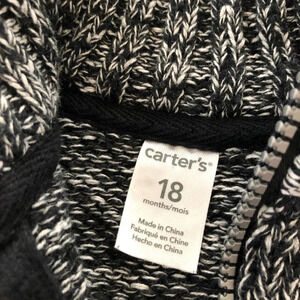 carter's®
18
months/mois
Made in China
Fabriqué en Chine
Hecho en China